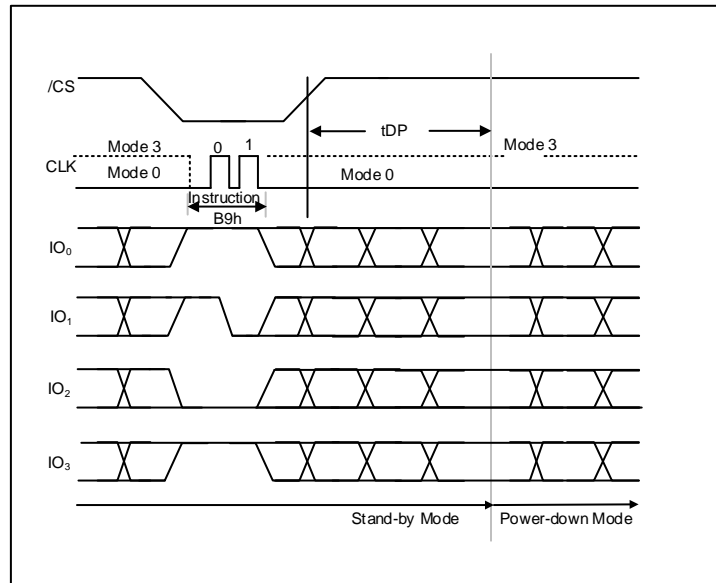 /CS
tDP
Mode 3 0 1 Mode 3
CLK
Mode 0 Mode 0
Instruction
B9h
IO₀
IO₁
IO₂
IO₃
Stand-by Mode Power-down Mode